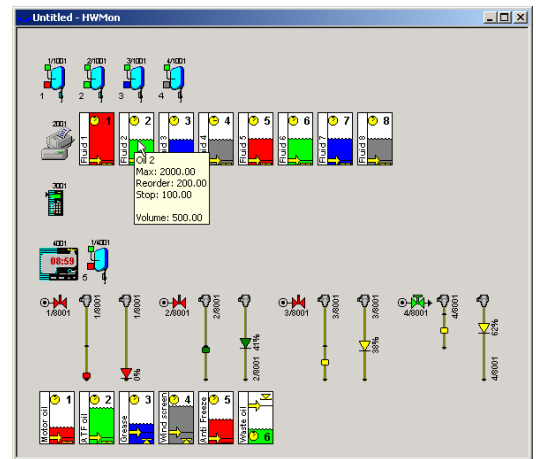 Untitled - HWMon
1/1001 2/1001 3/1001 4/1001
1 2 3 4
2001
1 2 3 4 5 6 7 8
Fluid 1 Fluid 2 Fluid 5 Fluid 6 Fluid 7 Fluid 8
Oil 2
Max: 2000.00
Reorder: 200.00
Stop: 100.00
Volume: 500.00
3001
4001 1/4001
08:59
5
1/8001 3/8001 1/8001 2/8001 2/8001 3/8001 3/8001 3/8001 4/8001 4/8001
0% 41% 2/8001 38% 62% 4/8001
1 2 3 4 5
Motor oil ATF oil Grease Wind screen Anti Freeze Waste oil
6